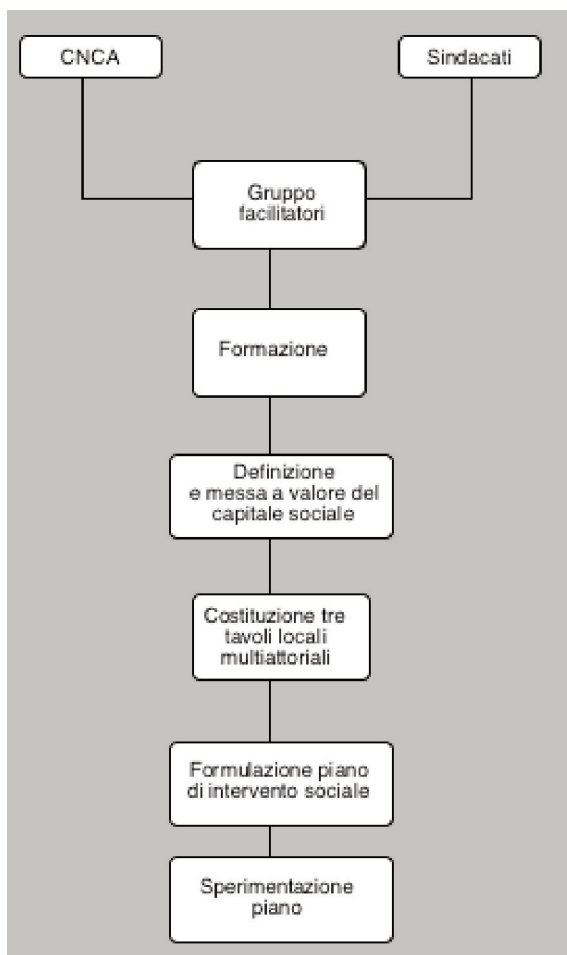 CNCA
Sindacati
Gruppo
facilitatori
Formazione
Definizione
e messa a valore del
capitale sociale
Costituzione tre
tavoli locali
multiattoriali
Formulazione piano
di intervento sociale
Sperimentazione
piano